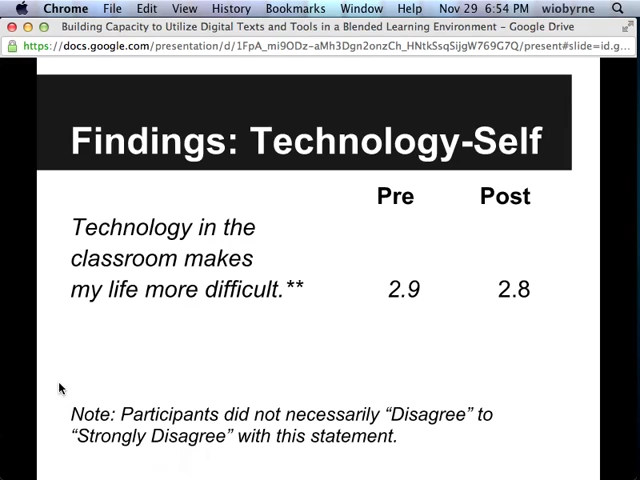 Chrome File Edit View History Bookmarks Window Help Nov 29 6:54 PM wiobyrne
Building Capacity to Utilize Digital Texts and Tools in a Blended Learning Environment - Google Drive
https://docs.google.com/presentation/d/1FpA_mi9ODz-aMh3Dgn2onzCh_HNtkSsqSijgW769G7Q/present#slide=id.g...
Findings: Technology-Self
Pre Post
Technology in the
classroom makes
my life more difficult.** 2.9 2.8
Note: Participants did not necessarily “Disagree” to
“Strongly Disagree” with this statement.